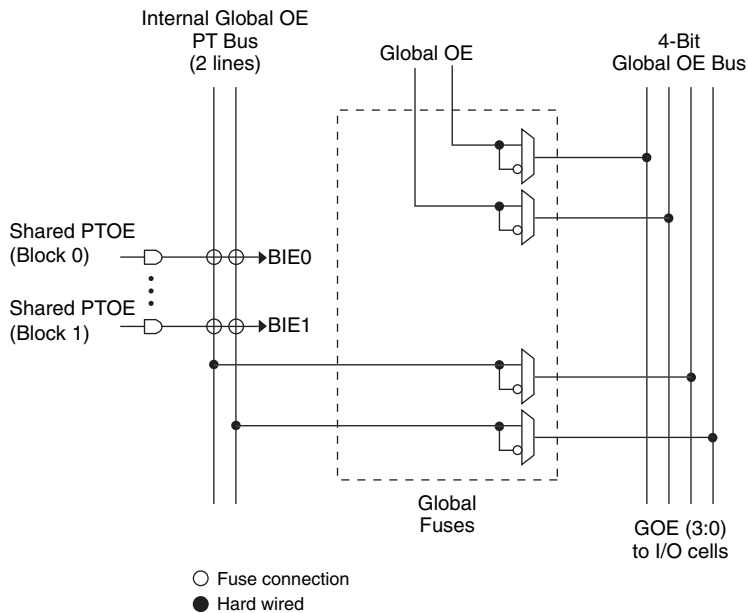 Internal Global OE
PT Bus
(2 lines)
Global OE
4-Bit
Global OE Bus
Shared PTOE
(Block 0)
BIE0
Shared PTOE
(Block 1)
BIE1
Global
Fuses
GOE (3:0)
to I/O cells
Fuse connection
Hard wired